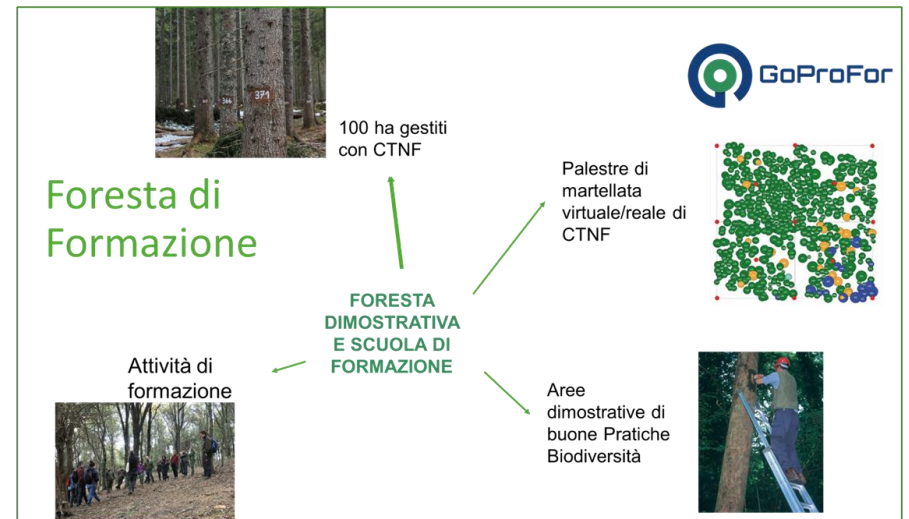 GoProFor
366
371
100 ha gestiti
con CTNF
Foresta di
Formazione
Palestre di
martellata
virtuale/reale di
CTNF
FORESTA
DIMOSTRATIVA
E SCUOLA DI
FORMAZIONE
Attività di
formazione
Aree
dimostrative di
buone Pratiche
Biodiversità